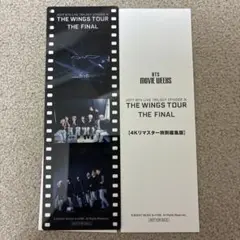 2017 BTS LIVE TRILOGY EPISODE III
THE WINGS TOUR
THE FINAL
BTS
MOVIE WEEKS
2017 BTS LIVE TRILOGY EPISODE III
THE WINGS TOUR
THE FINAL
[4Kリマスター特別編集版]